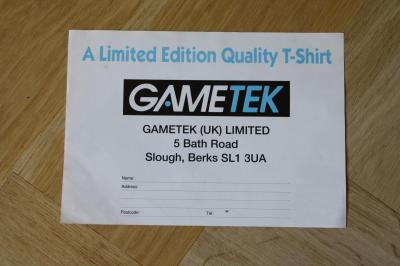 A Limited Edition Quality T-Shirt
GAMETEK
GAMETEK (UK) LIMITED
5 Bath Road
Slough, Berks SL1 3UA
Name:
Address:
Postcode: Tel: